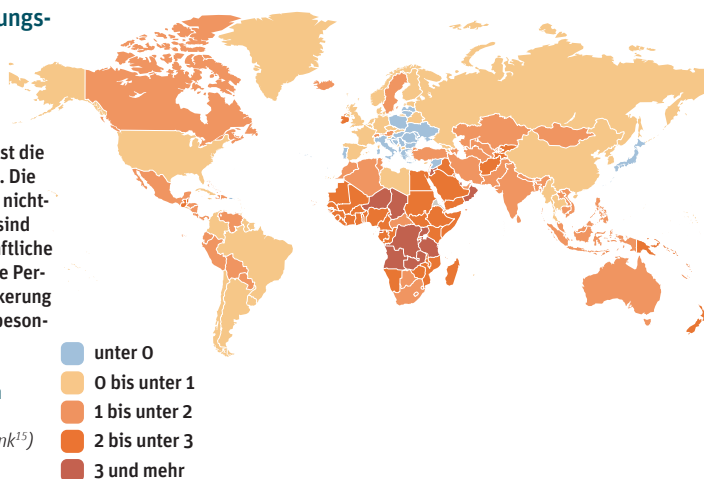 ungs-
st die
. Die
nicht-
sind
ftliche
e Per-
kerung
beson-
nk¹⁵)
unter 0
0 bis unter 1
1 bis unter 2
2 bis unter 3
3 und mehr